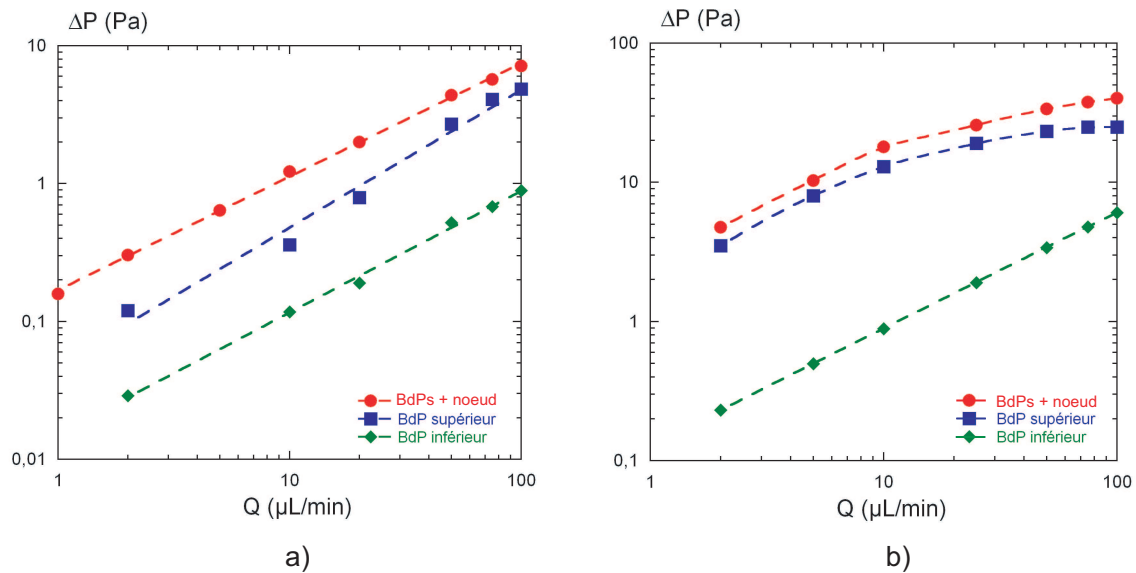 ΔP (Pa)
10
1
0,1
0,01
1
10
100
Q (µL/min)
BdPs + noeud
BdP supérieur
BdP inférieur
a)
ΔP (Pa)
100
10
1
0,1
1
10
100
Q (µL/min)
BdPs + noeud
BdP supérieur
BdP inférieur
b)